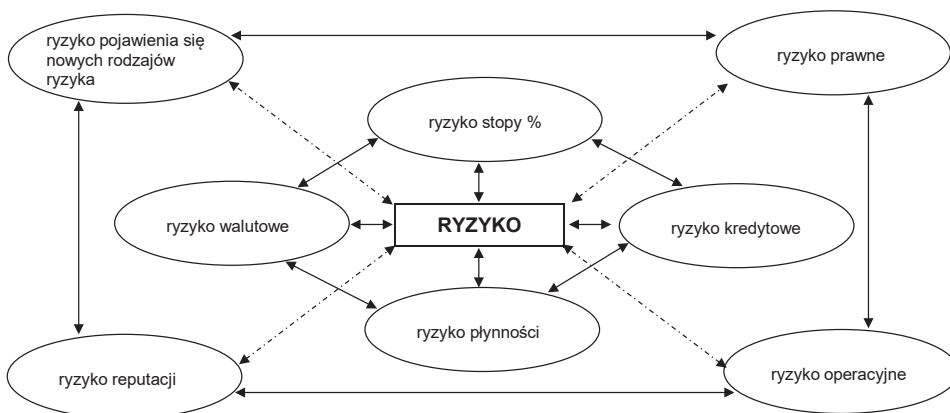 ryzyko pojawienia się
nowych rodzajów
ryzyka
ryzyko prawne
ryzyko stopy %
ryzyko walutowe
RYZYKO
ryzyko kredytowe
ryzyko płynności
ryzyko reputacji
ryzyko operacyjne